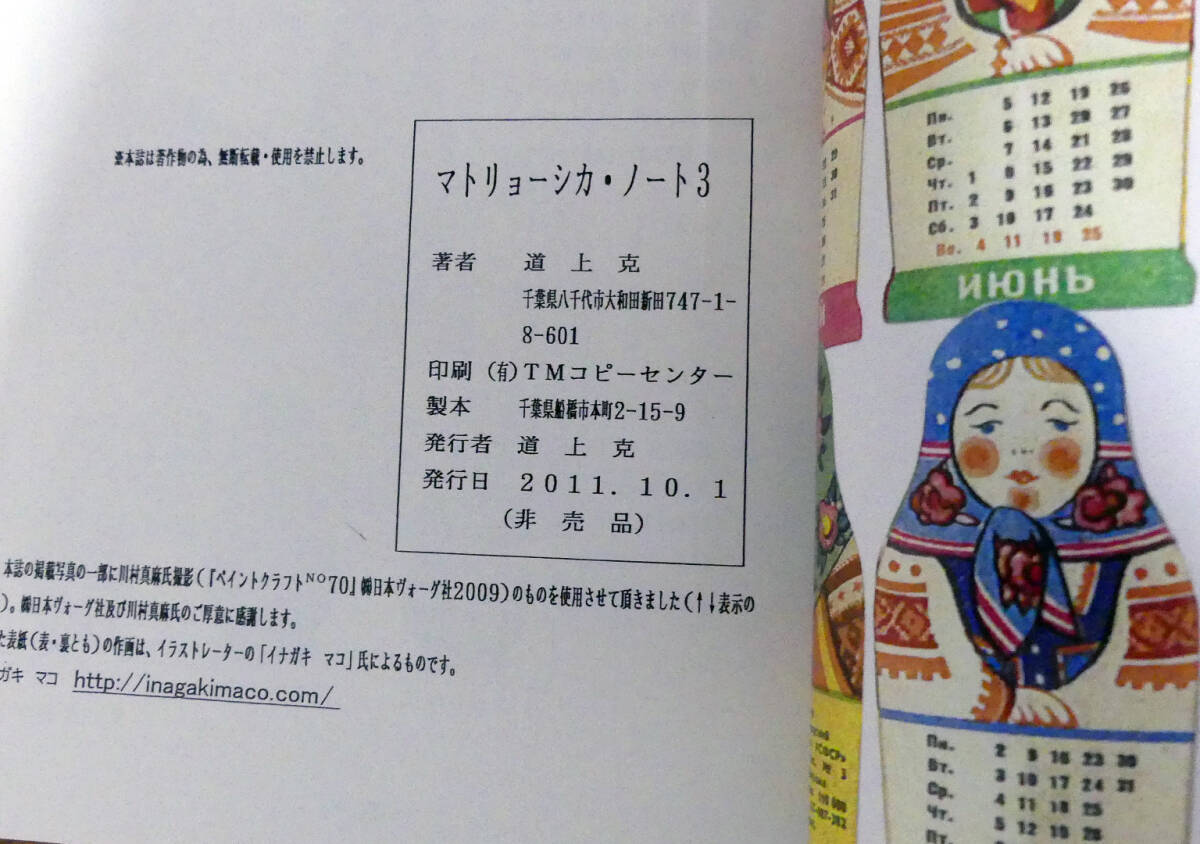 ※本誌は著作動の為、無断転載・使用を禁止します。
マトリョーシカ・ノート3
著者 道 上 克
千葉県八千代市大和田新田747-1-
8-601
印刷 (有)TMコピーセンター
製本 千葉県船橋市本町2-15-9
発行者 道 上 克
発行日 2011.10.1
(非 売 品)
本誌の掲載写真の一部に川村真麻氏撮影(『ペイントクラフトNO70』㈱日本ヴォーグ社2009)のものを使用させて頂きました(↑↓表示の
)。㈱日本ヴォーグ社及び川村真麻氏のご厚意に感謝します。
た表紙(表・裏とも)の作画は、イラストレーターの「イナガキ マコ」氏によるものです。
ガキ マコ http://inagakimaco.com/
Пн. 5 12 19 26
Вт. 6 13 20 27
Ср. 7 14 21 28
Чт. 1 8 15 22 29
Пт. 2 9 16 23 30
Сб. 3 10 17 24
Вс. 4 11 18 25
ИЮНЬ
29
30
31
Пн. 2 9 16 23 30
Вт. 3 10 17 24 31
Ср. 4 11 18 25
Чт. 5 12 19 26
Пт.